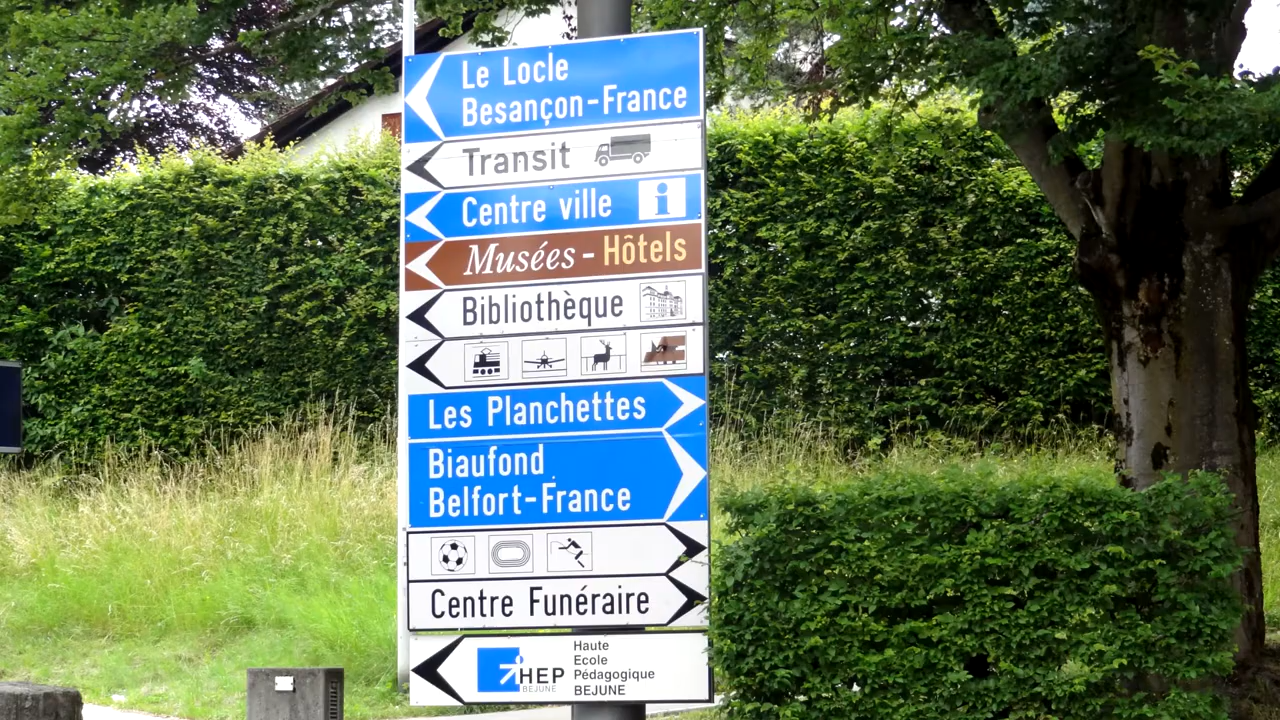 Le Locle
Besançon-France
Transit
Centre ville i
Musées - Hôtels
Bibliothèque
Les Planchettes
Biaufond
Belfort-France
Centre Funéraire
HEP
BEJUNE
Haute
Ecole
Pédagogique
BEJUNE